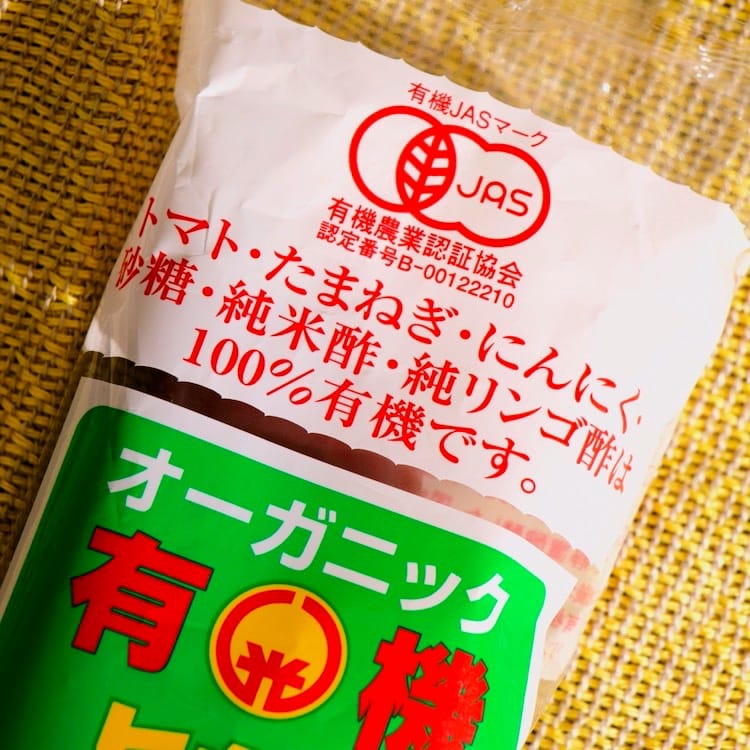 有機JASマーク
JAS
有機農業認証協会
認定番号B-00122210
トマト・たまねぎ・にんにく・
砂糖・純米酢・純リンゴ酢は
100%有機です。
オーガニック
有機